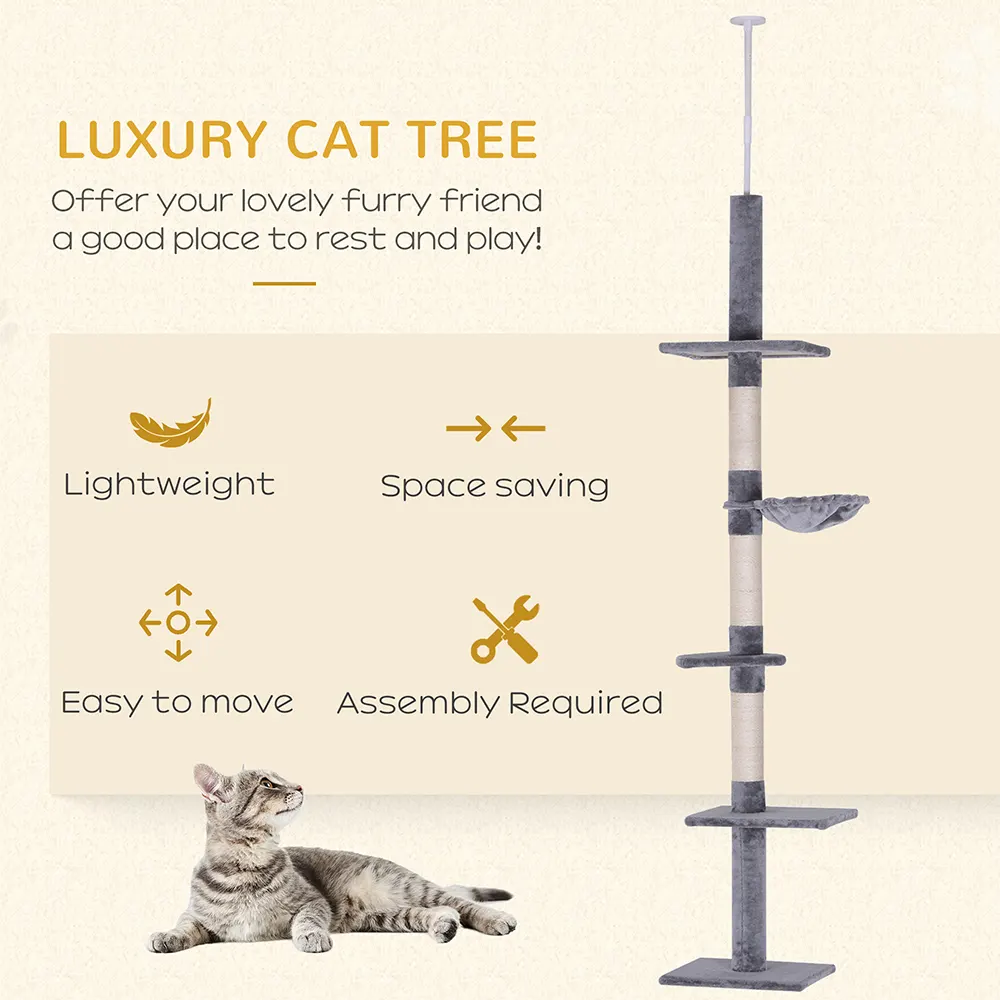 LUXURY CAT TREE
Offer your lovely furry friend
a good place to rest and play!
Lightweight
Space saving
Easy to move
Assembly Required